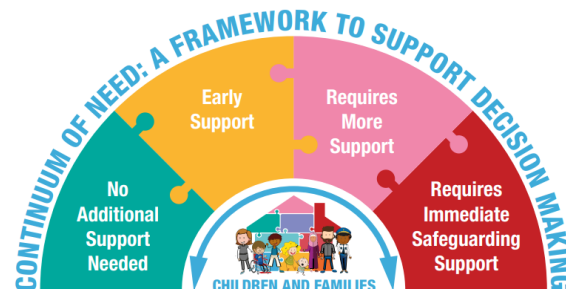 CONTINUUM OF NEED: A FRAMEWORK TO SUPPORT DECISION MAKING
No
Additional
Support
Needed
Early
Support
Requires
More
Support
Requires
Immediate
Safeguarding
Support
CHILDREN AND FAMILIES